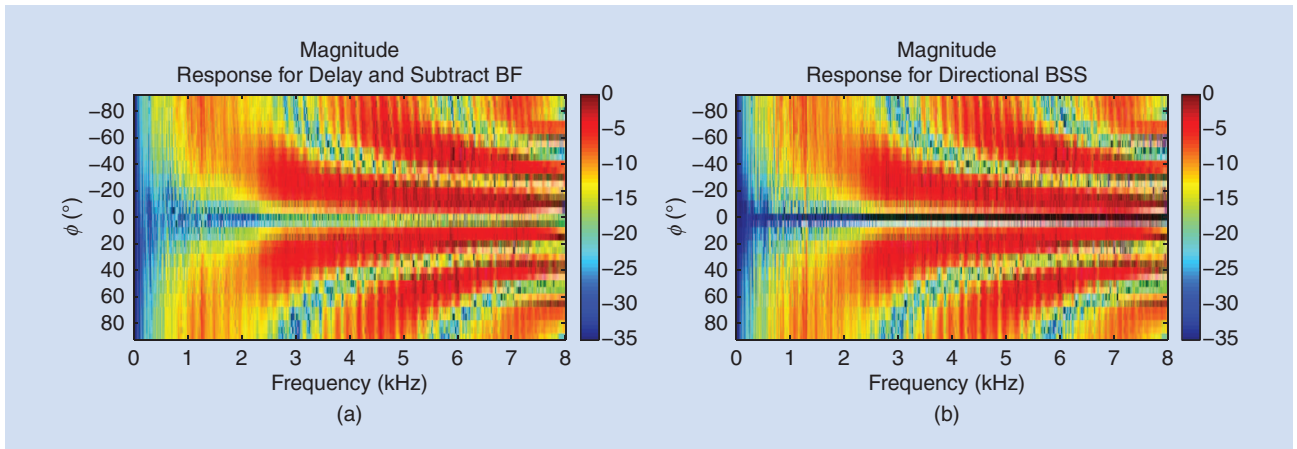 Magnitude
Response for Delay and Subtract BF
−80
−60
−40
−20
0
20
40
60
80
ϕ (°)
0 1 2 3 4 5 6 7 8
Frequency (kHz)
0
−5
−10
−15
−20
−25
−30
−35
(a)
Magnitude
Response for Directional BSS
−80
−60
−40
−20
0
20
40
60
80
ϕ (°)
0 1 2 3 4 5 6 7 8
Frequency (kHz)
0
−5
−10
−15
−20
−25
−30
−35
(b)